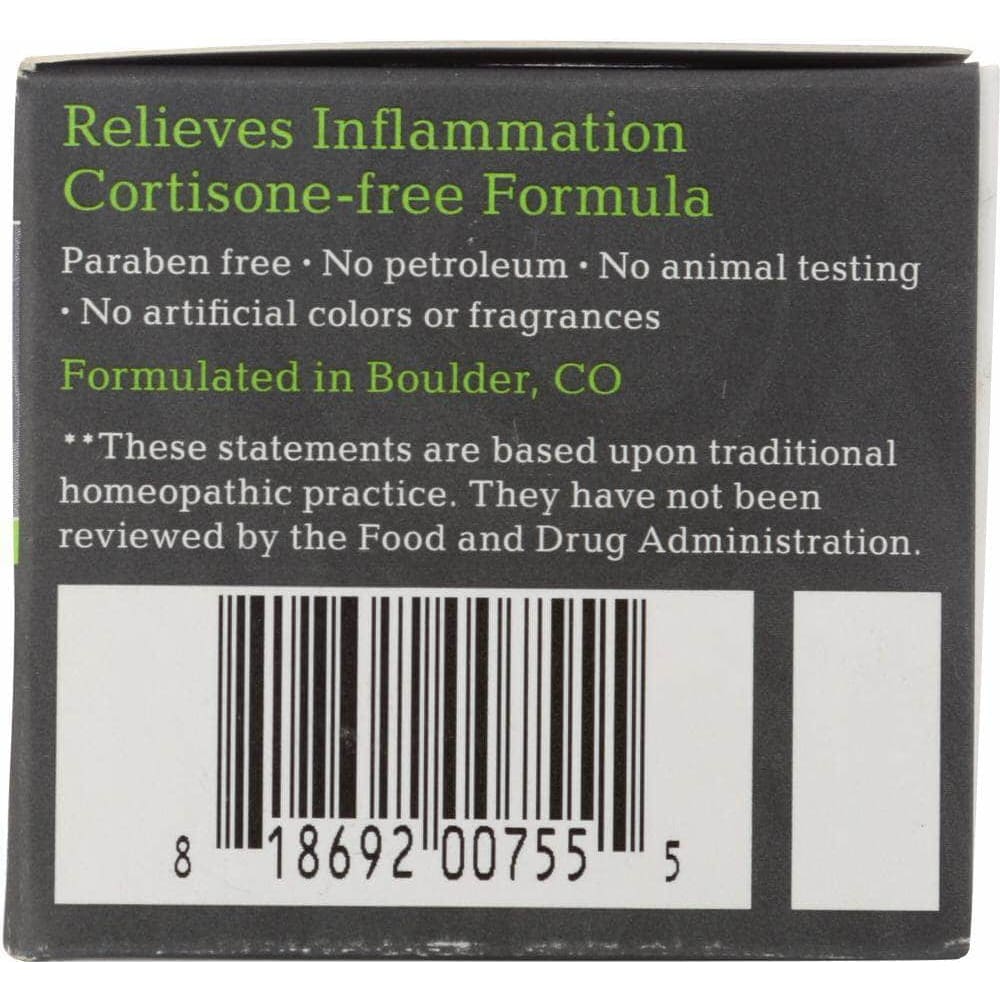 Relieves Inflammation
Cortisone-free Formula
Paraben free • No petroleum • No animal testing
• No artificial colors or fragrances
Formulated in Boulder, CO
**These statements are based upon traditional
homeopathic practice. They have not been
reviewed by the Food and Drug Administration.
8 18692 00755 5